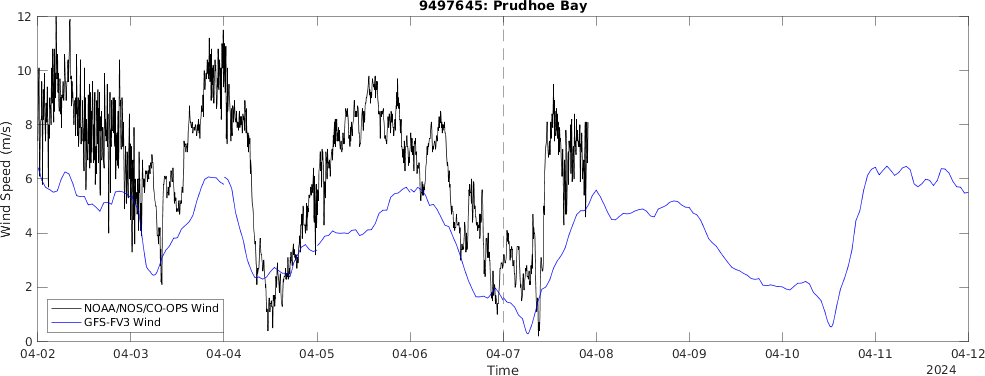 9497645: Prudhoe Bay
Wind Speed (m/s)
12
10
8
6
4
2
0
NOAA/NOS/CO-OPS Wind
GFS-FV3 Wind
04-02 04-03 04-04 04-05 04-06 04-07 04-08 04-09 04-10 04-11 04-12
Time
2024